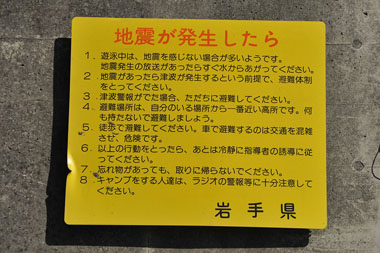 地震が発生したら
1．遊泳中は、地震を感じない場合が多いようです。
地震発生の放送があったらすぐ水からあがってください。
2．地震があったら津波が発生するという前提で、避難体制
をとってください。
3．津波警報がでた場合、ただちに避難してください。
4．避難場所は、自分のいる場所から一番近い高所です。何
も持たないで避難しましょう。
5．徒歩で避難してください。車で避難するのは交通を混雑
させ、危険です。
6．以上の行動をとったら、あとは冷静に指導者の誘導に従
ってください。
7．忘れ物があっても、取りに帰らないでください。
8．キャンプをする人達は、ラジオの警報等に十分注意して
ください。
岩手県